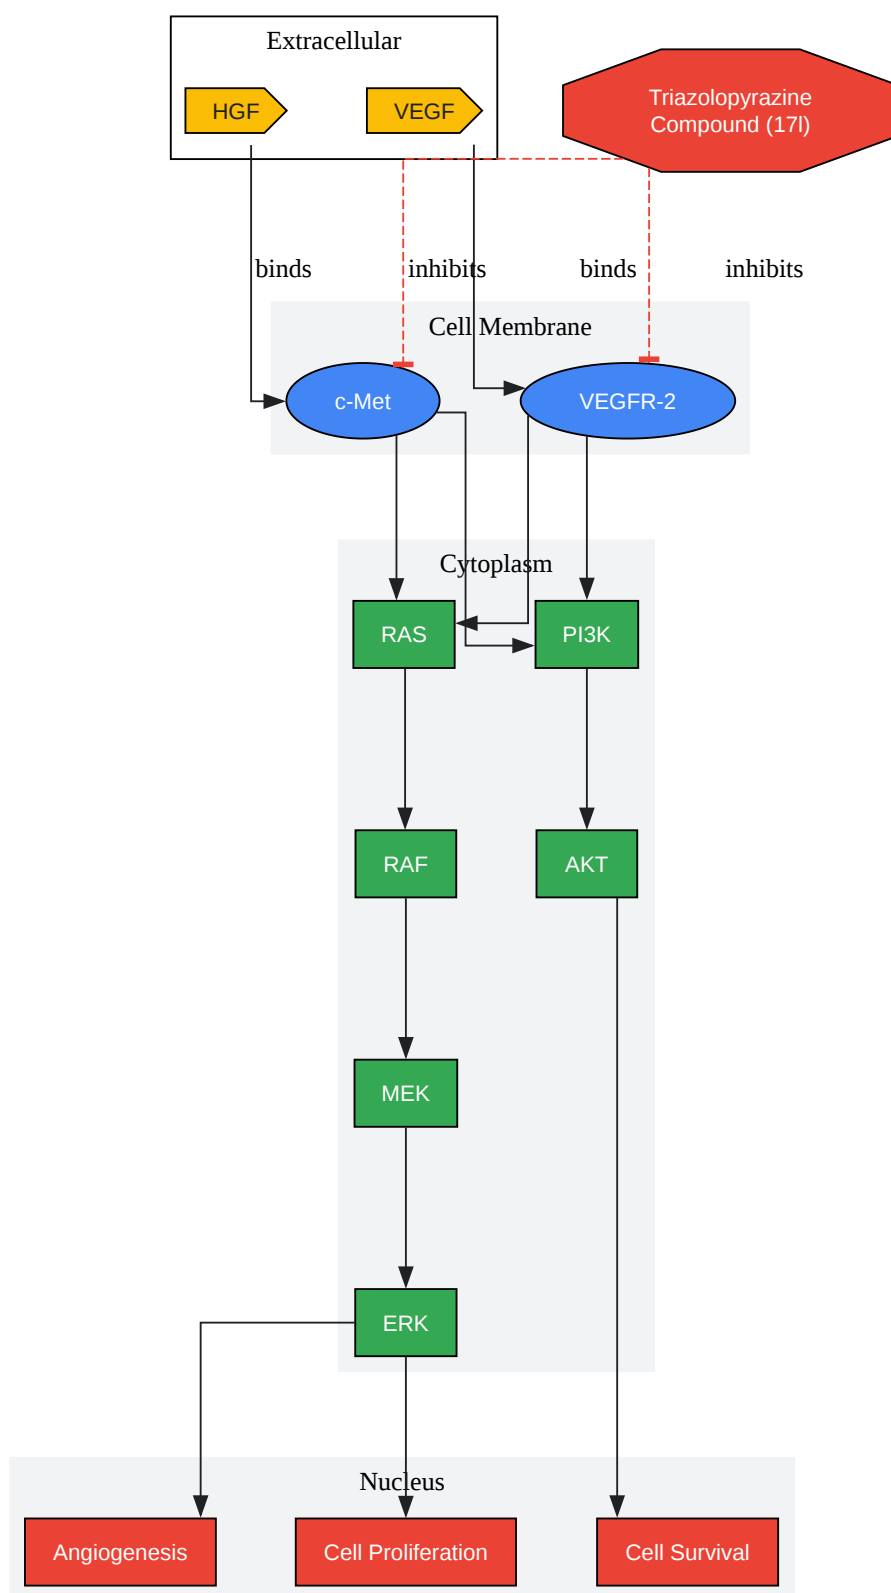 Extracellular
HGF
VEGF
Triazolopyrazine
Compound (17l)
binds
inhibits
binds
inhibits
Cell Membrane
c-Met
VEGFR-2
Cytoplasm
RAS
PI3K
RAF
AKT
MEK
ERK
Nucleus
Angiogenesis
Cell Proliferation
Cell Survival